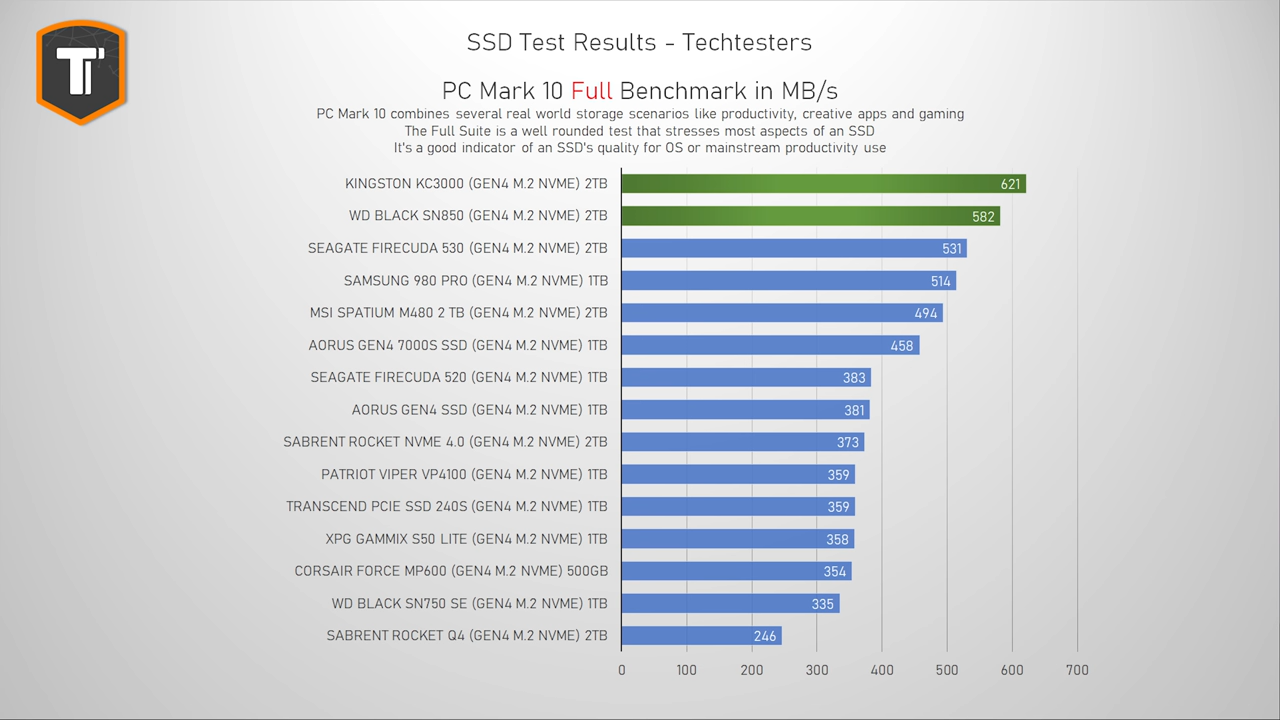 SSD Test Results - Techtesters
PC Mark 10 Full Benchmark in MB/s
PC Mark 10 combines several real world storage scenarios like productivity, creative apps and gaming
The Full Suite is a well rounded test that stresses most aspects of an SSD
It's a good indicator of an SSD's quality for OS or mainstream productivity use
KINGSTON KC3000 (GEN4 M.2 NVME) 2TB 621
WD BLACK SN850 (GEN4 M.2 NVME) 2TB 582
SEAGATE FIRECUDA 530 (GEN4 M.2 NVME) 2TB 531
SAMSUNG 980 PRO (GEN4 M.2 NVME) 1TB 514
MSI SPATIUM M480 2 TB (GEN4 M.2 NVME) 2TB 494
AORUS GEN4 7000S SSD (GEN4 M.2 NVME) 1TB 458
SEAGATE FIRECUDA 520 (GEN4 M.2 NVME) 1TB 383
AORUS GEN4 SSD (GEN4 M.2 NVME) 1TB 381
SABRENT ROCKET NVME 4.0 (GEN4 M.2 NVME) 2TB 373
PATRIOT VIPER VP4100 (GEN4 M.2 NVME) 1TB 359
TRANSCEND PCIE SSD 240S (GEN4 M.2 NVME) 1TB 359
XPG GAMMIX S50 LITE (GEN4 M.2 NVME) 1TB 358
CORSAIR FORCE MP600 (GEN4 M.2 NVME) 500GB 354
WD BLACK SN750 SE (GEN4 M.2 NVME) 1TB 335
SABRENT ROCKET Q4 (GEN4 M.2 NVME) 2TB 246
0 100 200 300 400 500 600 700